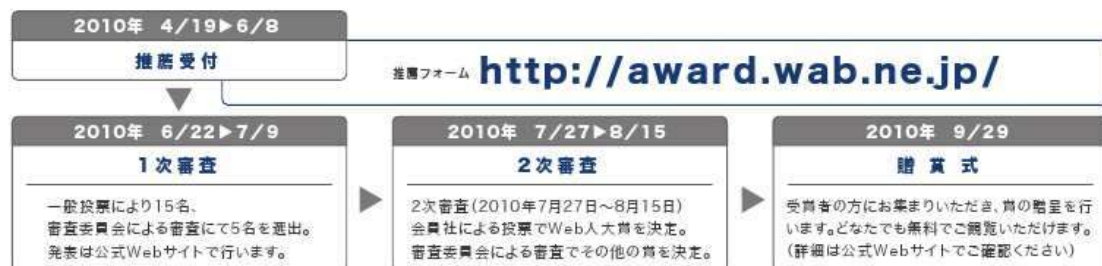 2010年 4/19▶6/8
推薦受付
推薦フォーム http://award.wab.ne.jp/
2010年 6/22▶7/9
1次審査
一般投票により15名、
審査委員会による審査にて5名を選出。
発表は公式Webサイトで行います。
2010年 7/27▶8/15
2次審査
2次審査(2010年7月27日〜8月15日)
会員社による投票でWeb人大賞を決定。
審査委員会による審査でその他の賞を決定。
2010年 9/29
贈賞式
受賞者の方にお集まりいただき、賞の贈呈を行
います。どなたでも無料でご観覧いただけます。
(詳細は公式Webサイトでご確認ください)